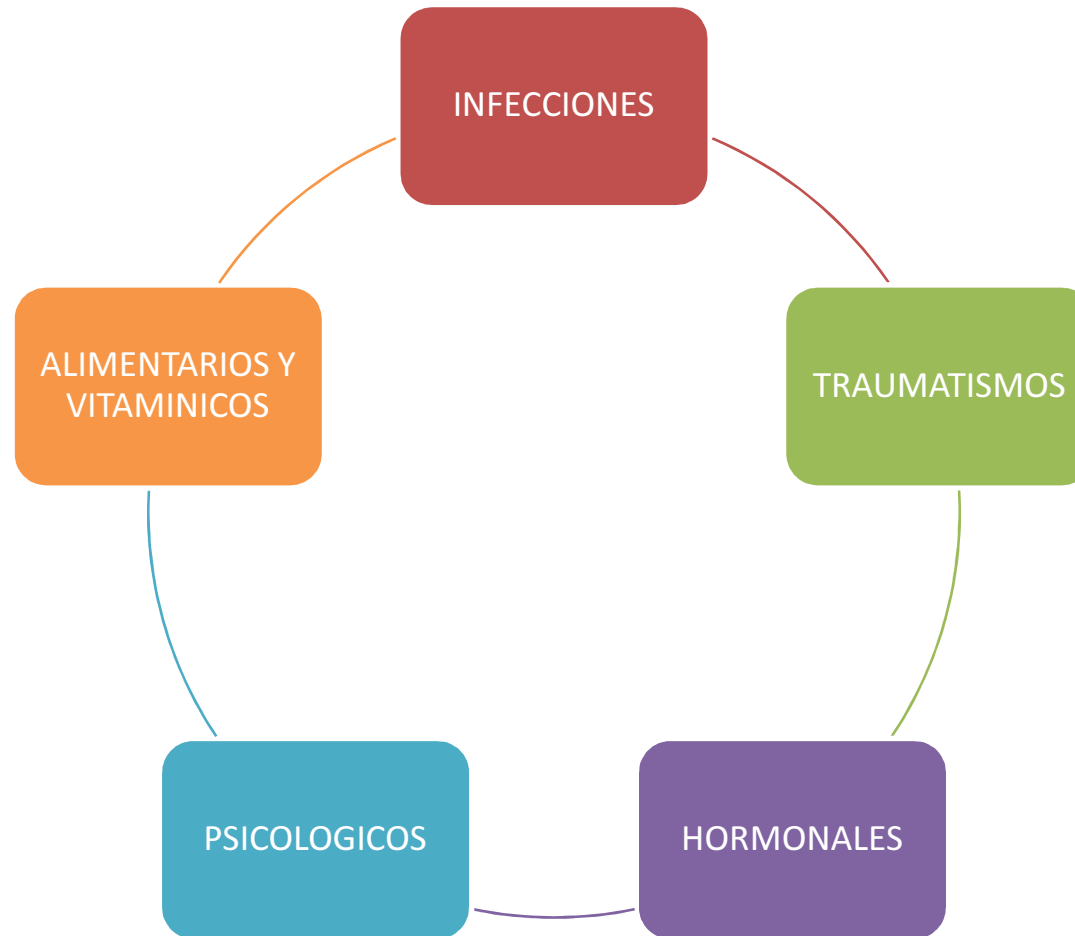 INFECCIONES
TRAUMATISMOS
HORMONALES
PSICOLOGICOS
ALIMENTARIOS Y
VITAMINICOS